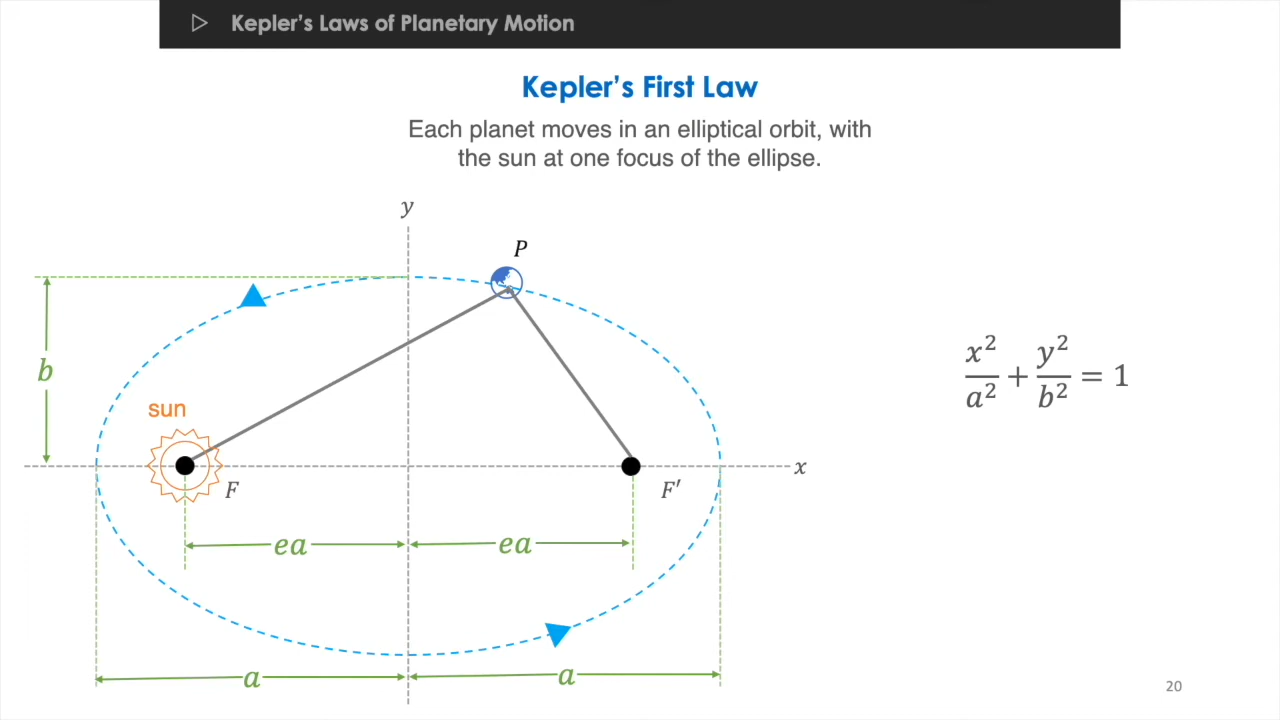 Kepler’s Laws of Planetary Motion
Kepler’s First Law
Each planet moves in an elliptical orbit, with
the sun at one focus of the ellipse.
y
P
b
sun
x²/a² + y²/b² = 1
x
F
F′
ea
ea
a
a
20